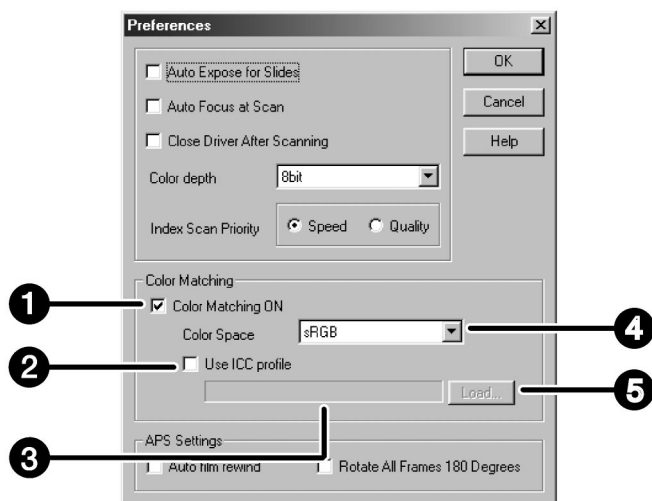 Preferences
Auto Expose for Slides
OK
Auto Focus at Scan
Cancel
Close Driver After Scanning
Help
Color depth 8bit
Index Scan Priority Speed Quality
Color Matching
1 Color Matching ON
Color Space sRGB 4
2 Use ICC profile
Load... 5
3
APS Settings
Auto film rewind Rotate All Frames 180 Degrees